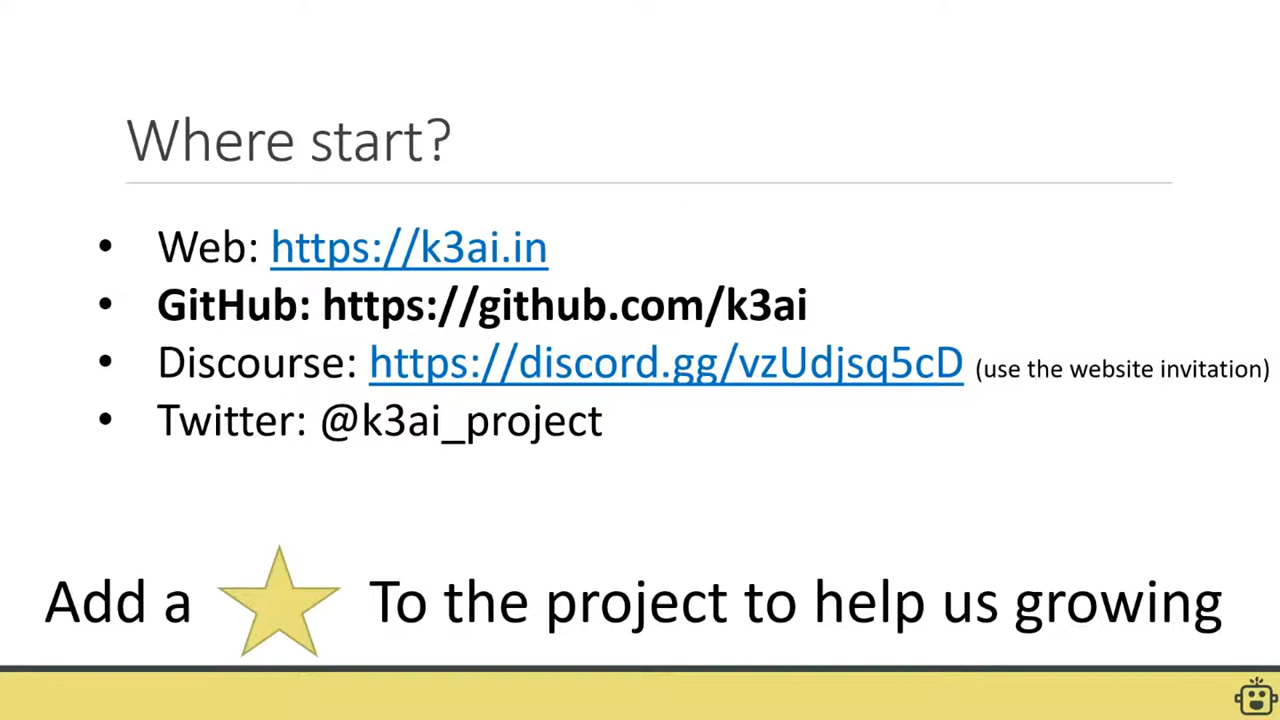 Where start?
• Web: https://k3ai.in
• GitHub: https://github.com/k3ai
• Discourse: https://discord.gg/vzUdjsq5cD (use the website invitation)
• Twitter: @k3ai_project
Add a To the project to help us growing